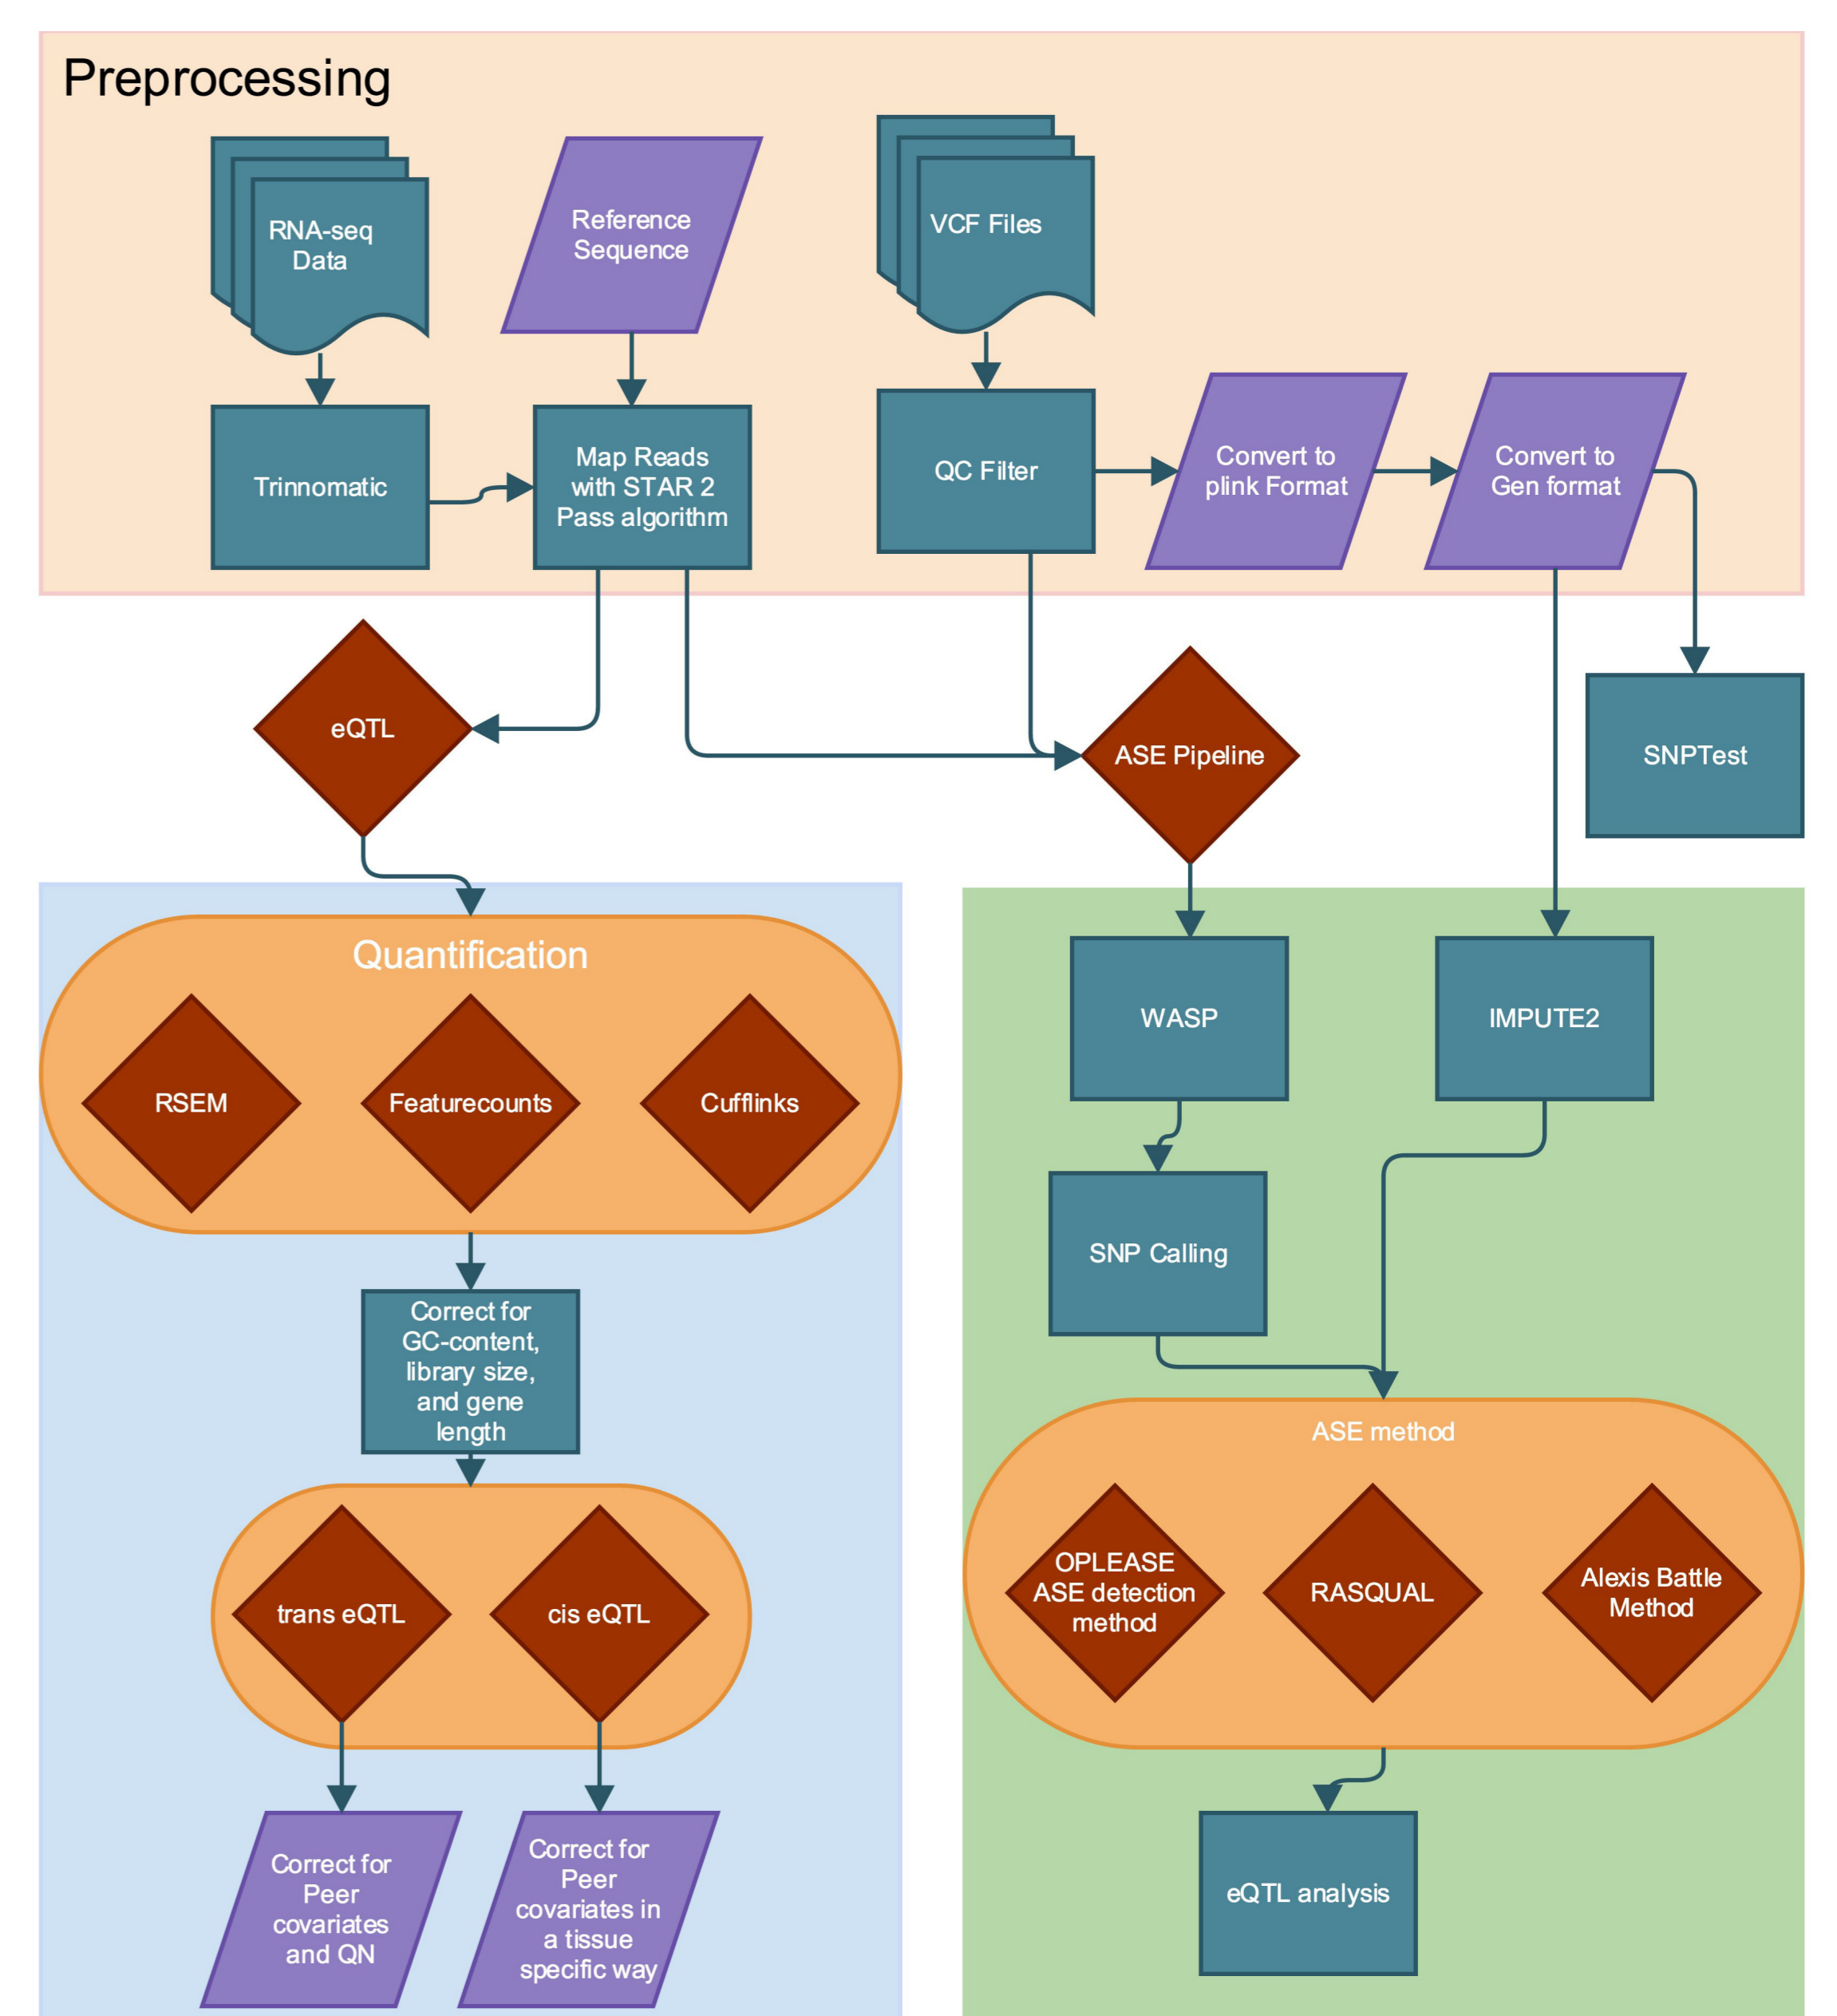 Preprocessing
RNA-seq
Data
Reference
Sequence
VCF Files
Trinnomatic
Map Reads
with STAR 2
Pass algorithm
QC Filter
Convert to
plink Format
Convert to
Gen format
eQTL
ASE Pipeline
SNPTest
Quantification
RSEM
Featurecounts
Cufflinks
WASP
IMPUTE2
SNP Calling
Correct for
GC-content,
library size,
and gene
length
ASE method
trans eQTL
cis eQTL
OPLEASE
ASE detection
method
RASQUAL
Alexis Battle
Method
Correct for
Peer
covariates
and QN
Correct for
Peer
covariates in
a tissue
specific way
eQTL analysis